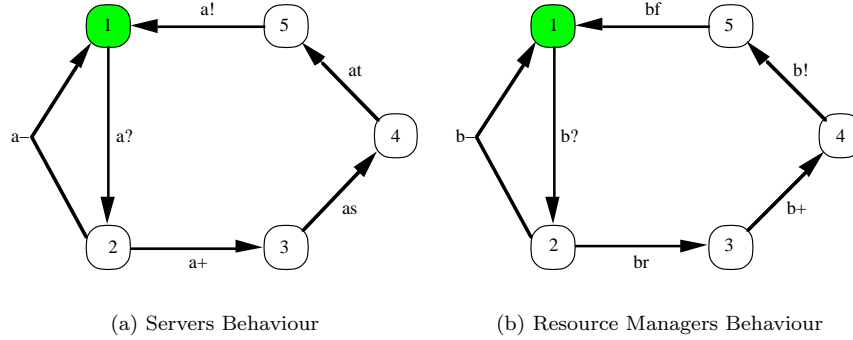 a!
1
5
at
a–
a?
4
as
2
3
a+
(a) Servers Behaviour
bf
1
5
b!
b–
b?
4
b+
2
3
br
(b) Resource Managers Behaviour